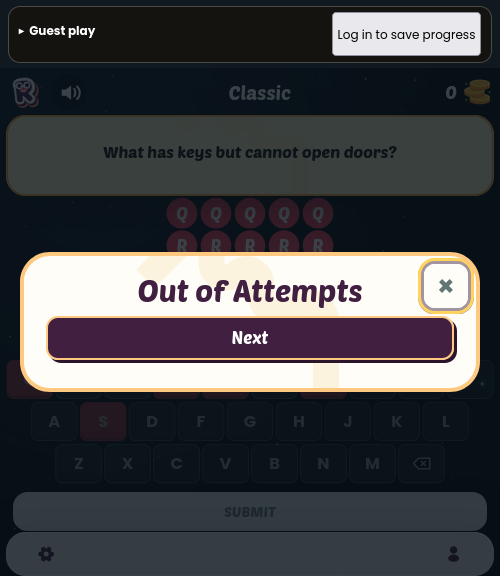 ▸ Guest play
Log in to save progress
R
Classic
0
What has keys but cannot open doors?
Q Q Q Q Q
R R R R R
Out of Attempts
✖
Next
A S D F G H J K L
Z X C V B N M
SUBMIT